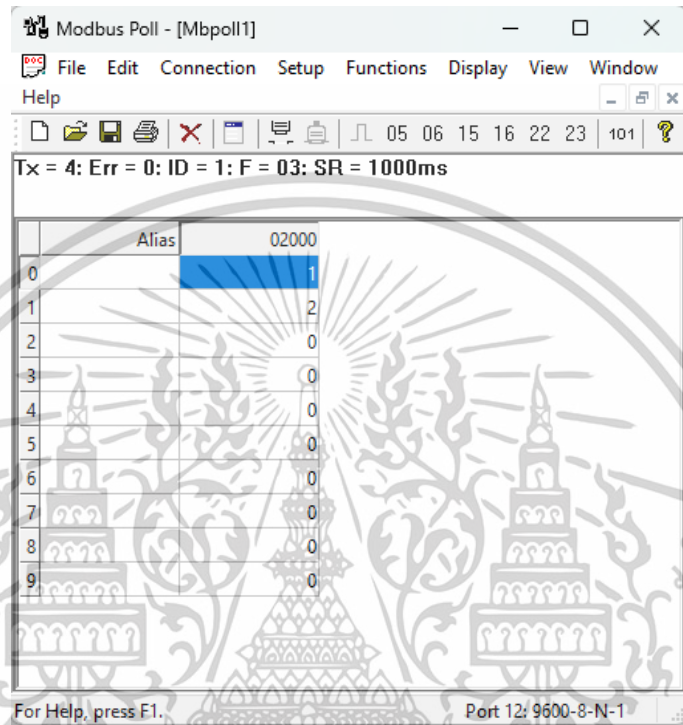 Modbus Poll - [Mbpoll1]
File Edit Connection Setup Functions Display View Window
Help
05 06 15 16 22 23 101
Tx = 4: Err = 0: ID = 1: F = 03: SR = 1000ms
Alias 02000
0 1
1 2
2 0
3 0
4 0
5 0
6 0
7 0
8 0
9 0
For Help, press F1. Port 12: 9600-8-N-1